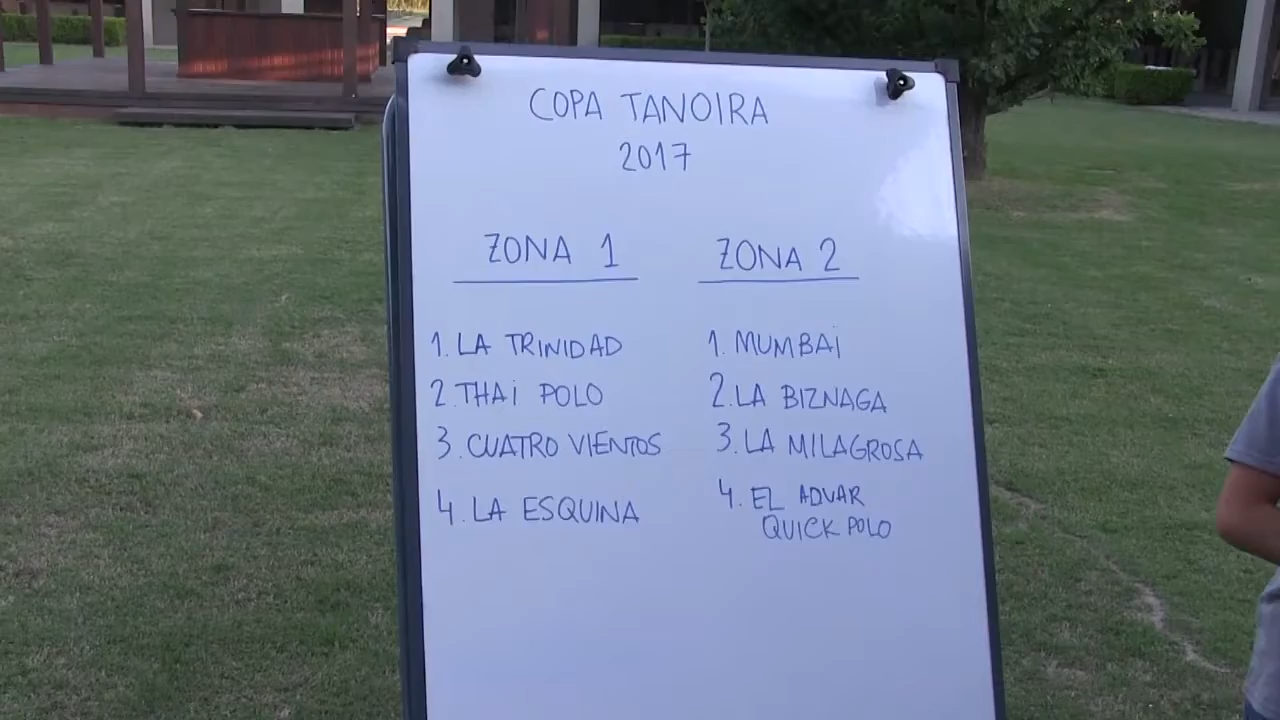 COPA TANOIRA
2017
ZONA 1
1. LA TRINIDAD
2. THAi POLO
3. CUATRO VIENTOS
4. LA ESQUINA
ZONA 2
1. MUMBAi
2. LA BIZNAGA
3. LA MILAGROSA
4. EL ADUAR
QUICK POLO